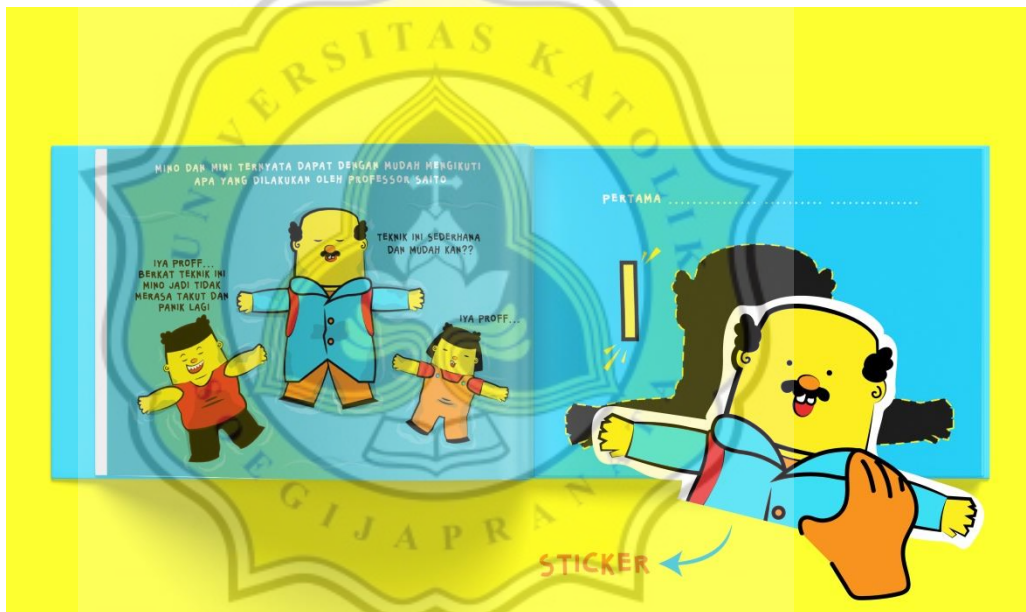 MINO DAN MINI TERNYATA DAPAT DENGAN MUDAH MENGIKUTI
APA YANG DILAKUKAN OLEH PROFESSOR SAITO
TEKNIK INI SEDERHANA
DAN MUDAH KAN??
IYA PROFF...
BERKAT TEKNIK INI
MINO JADI TIDAK
MERASA TAKUT DAN
PANIK LAGI
IYA PROFF...
PERTAMA ............... .......... ...............
STICKER
UNIVERSITAS KATOLIK
SOEGIJAPRANATA